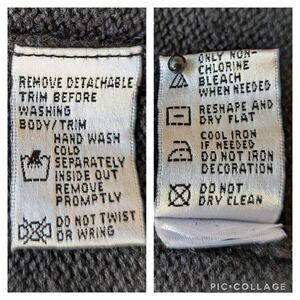 REMOVE DETACHABLE
TRIM BEFORE
WASHING
BODY/TRIM
HAND WASH
COLD
SEPARATELY
INSIDE OUT
REMOVE
PROMPTLY
DO NOT TWIST
OR WRING
ONLY NON-
CHLORINE
BLEACH
WHEN NEEDED
RESHAPE AND
DRY FLAT
COOL IRON
IF NEEDED
DO NOT IRON
DECORATION
DO NOT
DRY CLEAN
PIC•COLLAGE